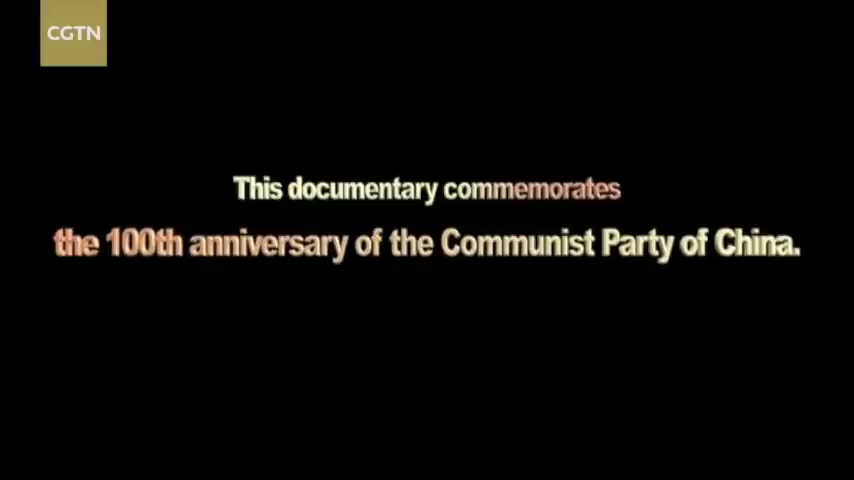 CGTN
This documentary commemorates
the 100th anniversary of the Communist Party of China.